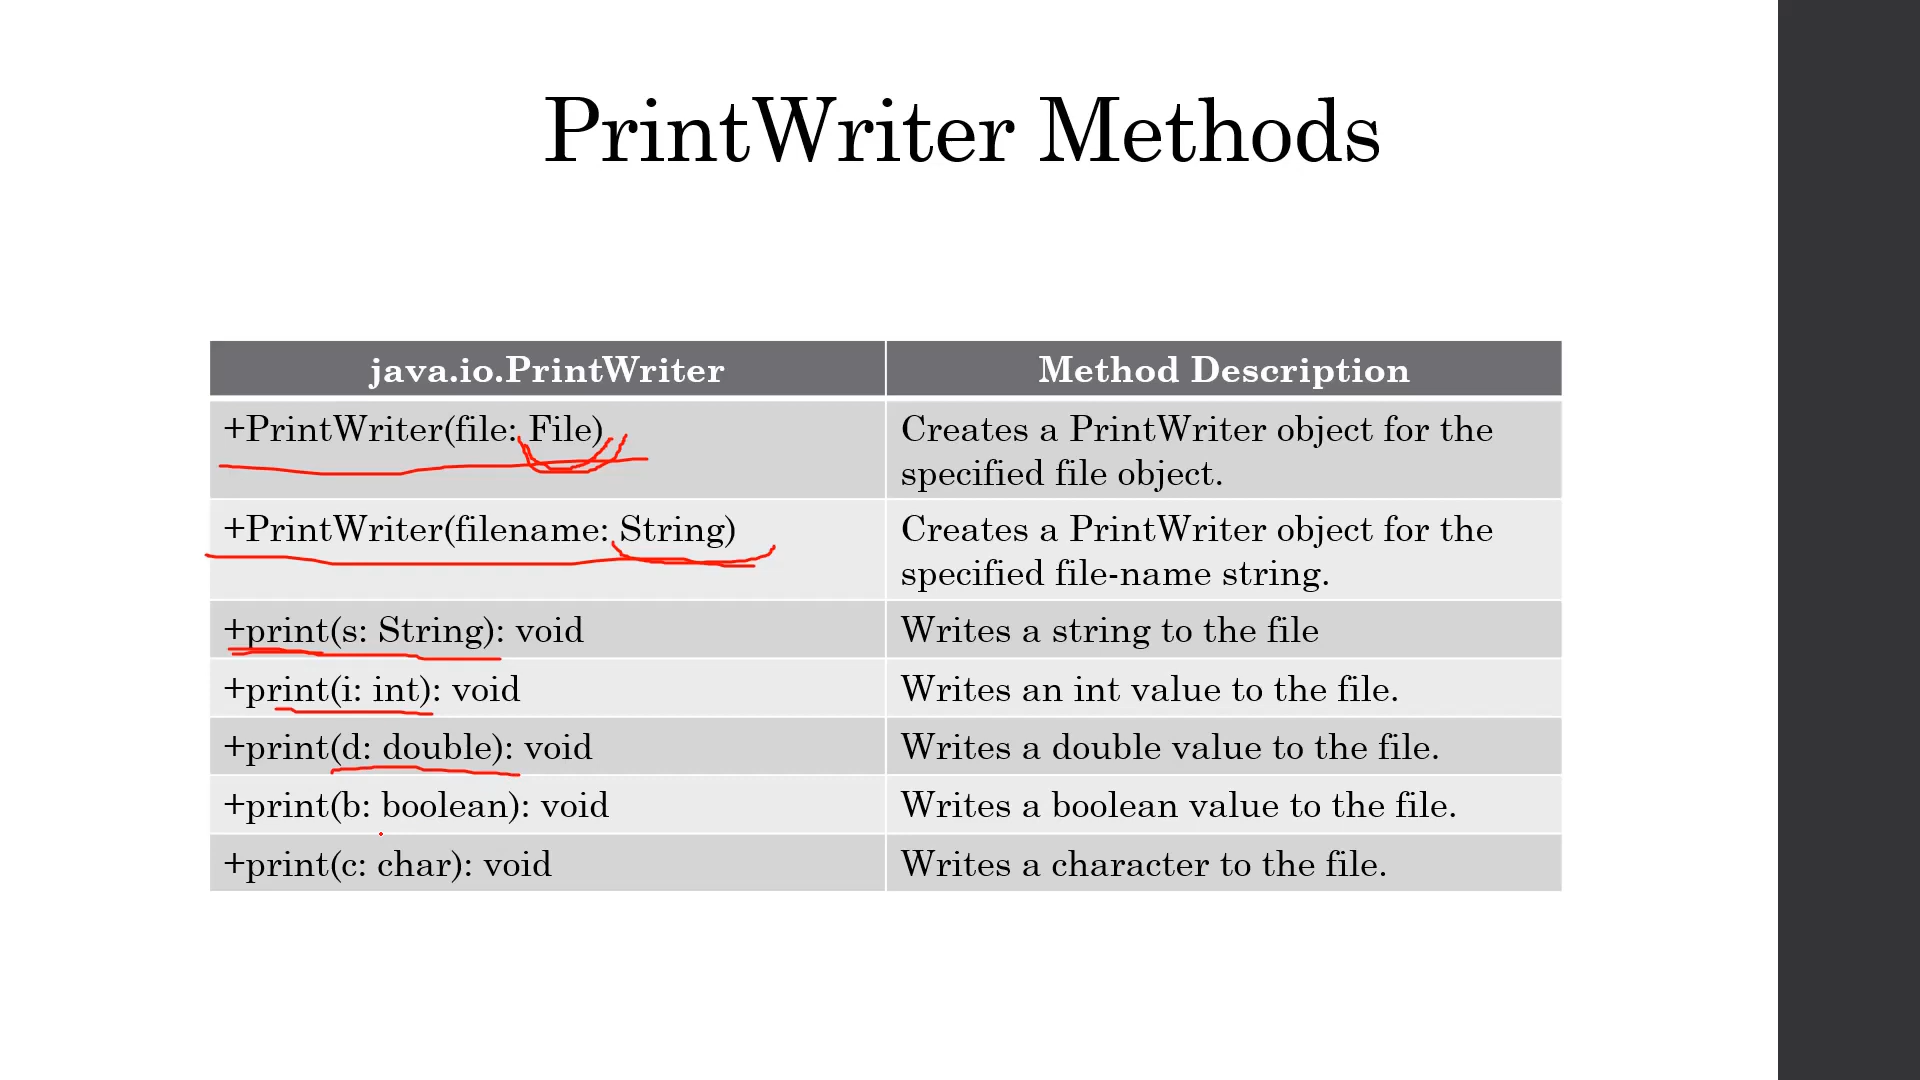 PrintWriter Methods
java.io.PrintWriter
Method Description
+PrintWriter(file: File)
Creates a PrintWriter object for the
specified file object.
+PrintWriter(filename: String)
Creates a PrintWriter object for the
specified file-name string.
+print(s: String): void
Writes a string to the file
+print(i: int): void
Writes an int value to the file.
+print(d: double): void
Writes a double value to the file.
+print(b: boolean): void
Writes a boolean value to the file.
+print(c: char): void
Writes a character to the file.